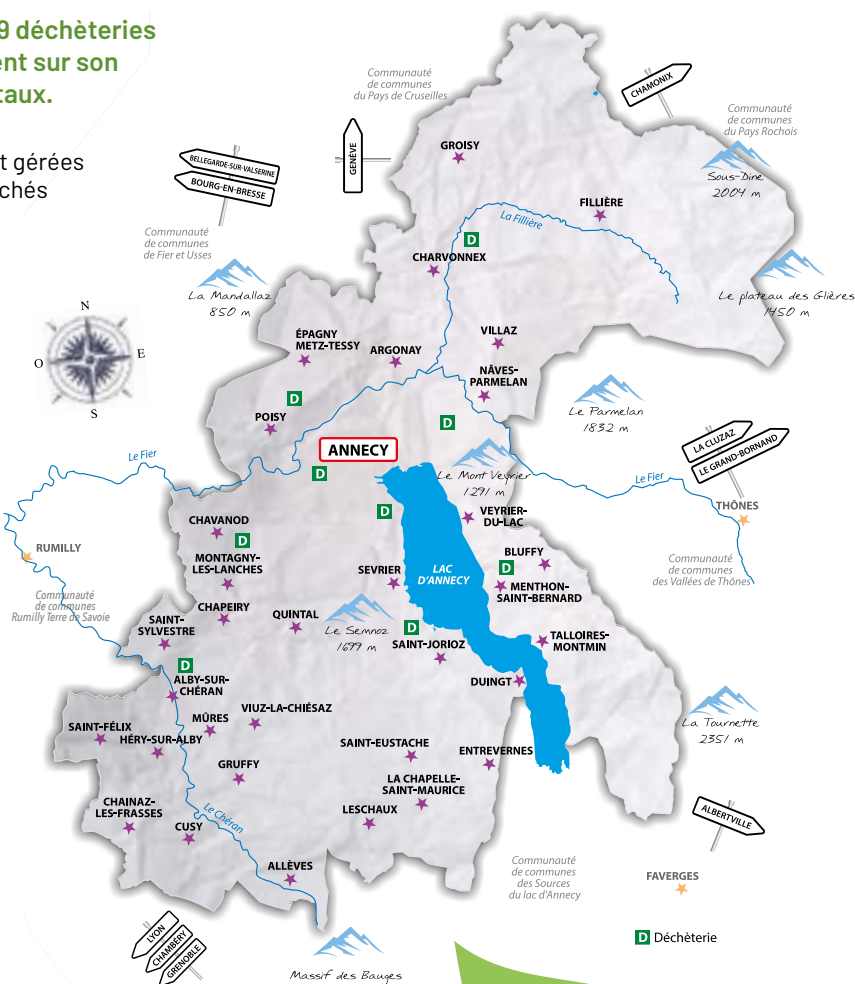 9 déchèteries
ent sur son
taux.
t gérées
chés
Communauté
de communes
du Pays de Cruseilles
CHAMONIX
Communauté
de communes
du Pays Rochois
BELLEGARDE-SUR-VALSERINE
BOURG-EN-BRESSE
GENÈVE
GROISY
Sous-Dine
2004 m
FILLIÈRE
La Fillière
Communauté
de communes
de Fier et Usses
D
CHARVONNEX
La Mandallaz
850 m
Le plateau des Glières
1450 m
N
O
E
S
ÉPAGNY
METZ-TESSY
ARGONAY
VILLAZ
NÂVES-
PARMELAN
D
POISY
D
Le Parmelan
1832 m
LA CLUZAZ
LE GRAND-BORNAND
ANNECY
Le Fier
D
Le Mont Veyrier
1291 m
Le Fier
THÔNES
CHAVANOD
D
VEYRIER-
DU-LAC
RUMILLY
D
MONTAGNY-
LES-LANCHES
SEVRIER
LAC
D'ANNECY
BLUFFY
D
MENTHON-
SAINT-BERNARD
Communauté
de communes
des Vallées de Thônes
Communauté
de communes
Rumilly Terre de Savoie
CHAPEIRY
SAINT-
SYLVESTRE
QUINTAL
Le Semnoz
1699 m
D
SAINT-JORIOZ
TALLOIRES-
MONTMIN
D
ALBY-SUR-
CHÉRAN
DUINGT
SAINT-FÉLIX
HÉRY-SUR-ALBY
MÛRES
VIUZ-LA-CHIÉSAZ
La Tournette
2351 m
SAINT-EUSTACHE
ENTREVERNES
GRUFFY
LA CHAPELLE-
SAINT-MAURICE
CHAINAZ-
LES-FRASSES
Le Chéran
LESCHAUX
CUSY
ALBERTVILLE
ALLÈVES
Communauté
de communes
des Sources
du lac d'Annecy
FAVERGES
LYON
CHAMBÉRY
GRENOBLE
D Déchèterie
Massif des Bauges